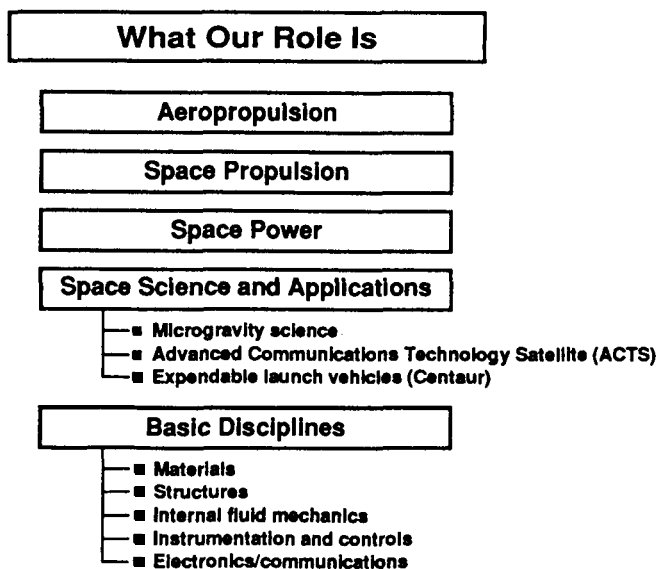 What Our Role Is
Aeropropulsion
Space Propulsion
Space Power
Space Science and Applications
■ Microgravity science
■ Advanced Communications Technology Satellite (ACTS)
■ Expendable launch vehicles (Centaur)
Basic Disciplines
■ Materials
■ Structures
■ Internal fluid mechanics
■ Instrumentation and controls
■ Electronics/communications